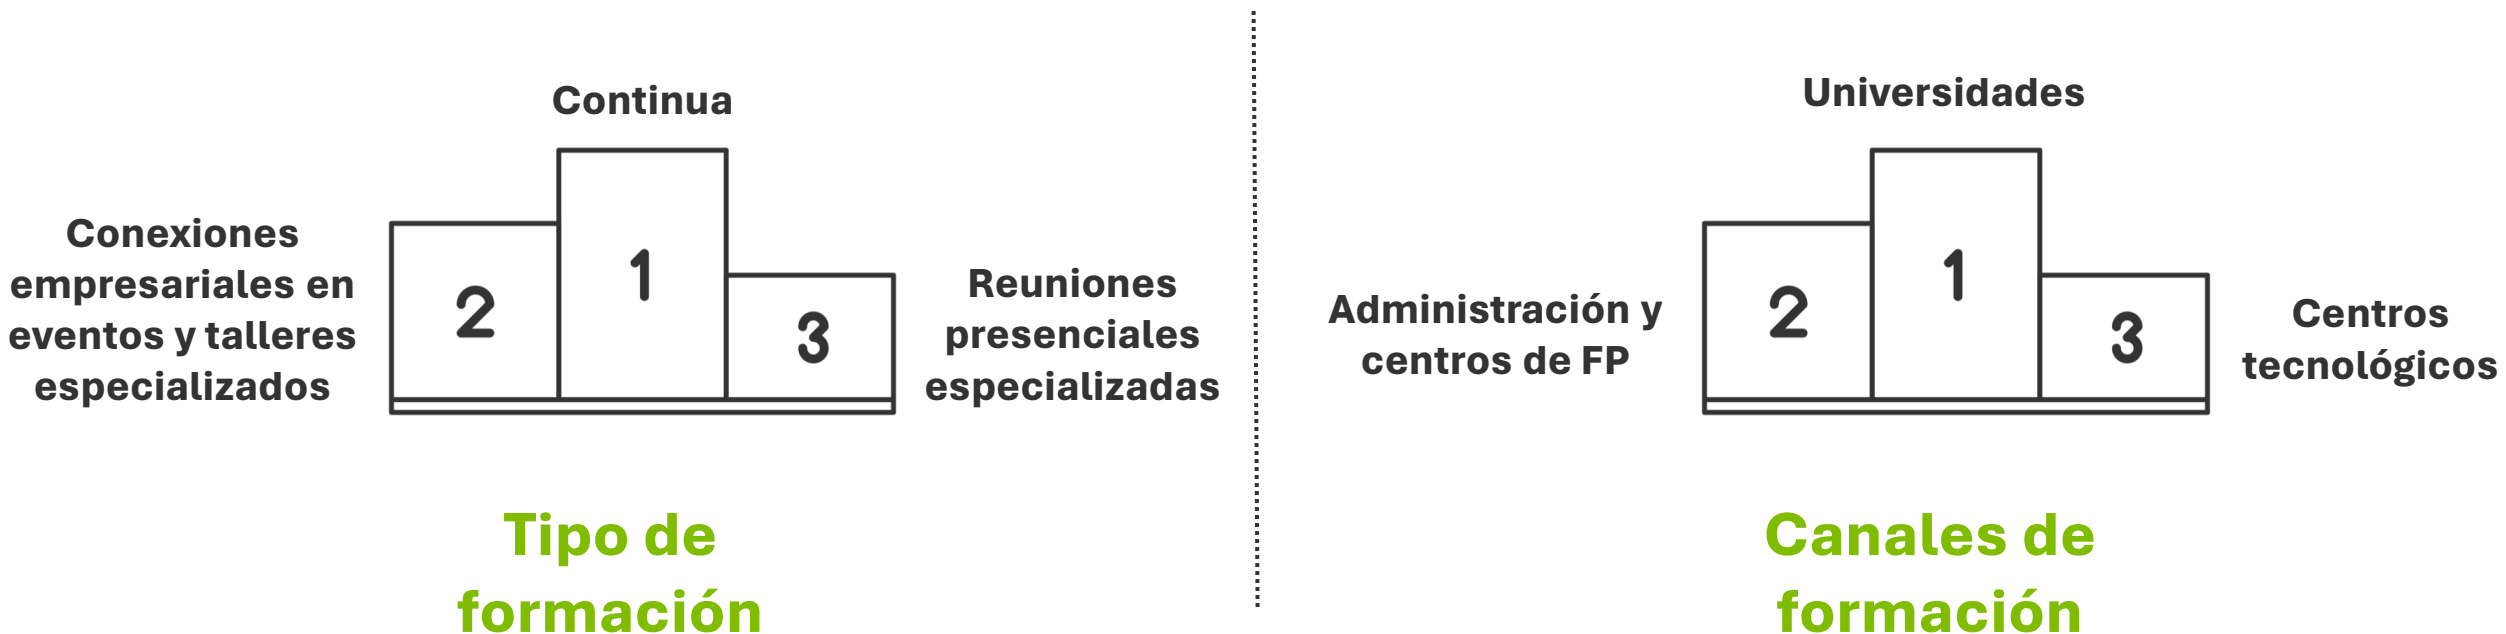 Continua
Conexiones
empresariales en
eventos y talleres
especializados
2
1
3
Reuniones
presenciales
especializadas
Tipo de
formación
Universidades
Administración y
centros de FP
2
1
3
Centros
tecnológicos
Canales de
formación